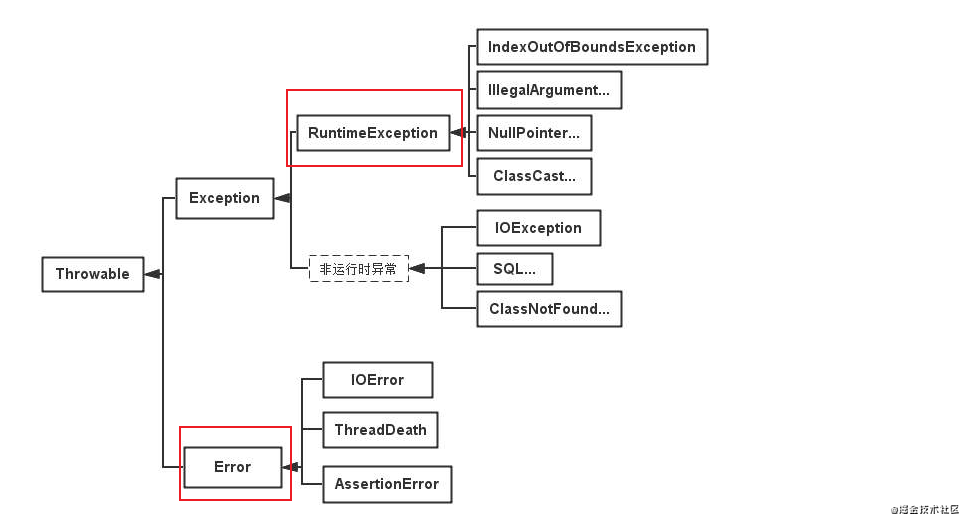 IndexOutOfBoundsException
IllegalArgument...
RuntimeException
NullPointer...
ClassCast...
Exception
IOException
Throwable
非运行时异常
SQL...
ClassNotFound...
IOError
ThreadDeath
Error
AssertionError
@掘金技术社区